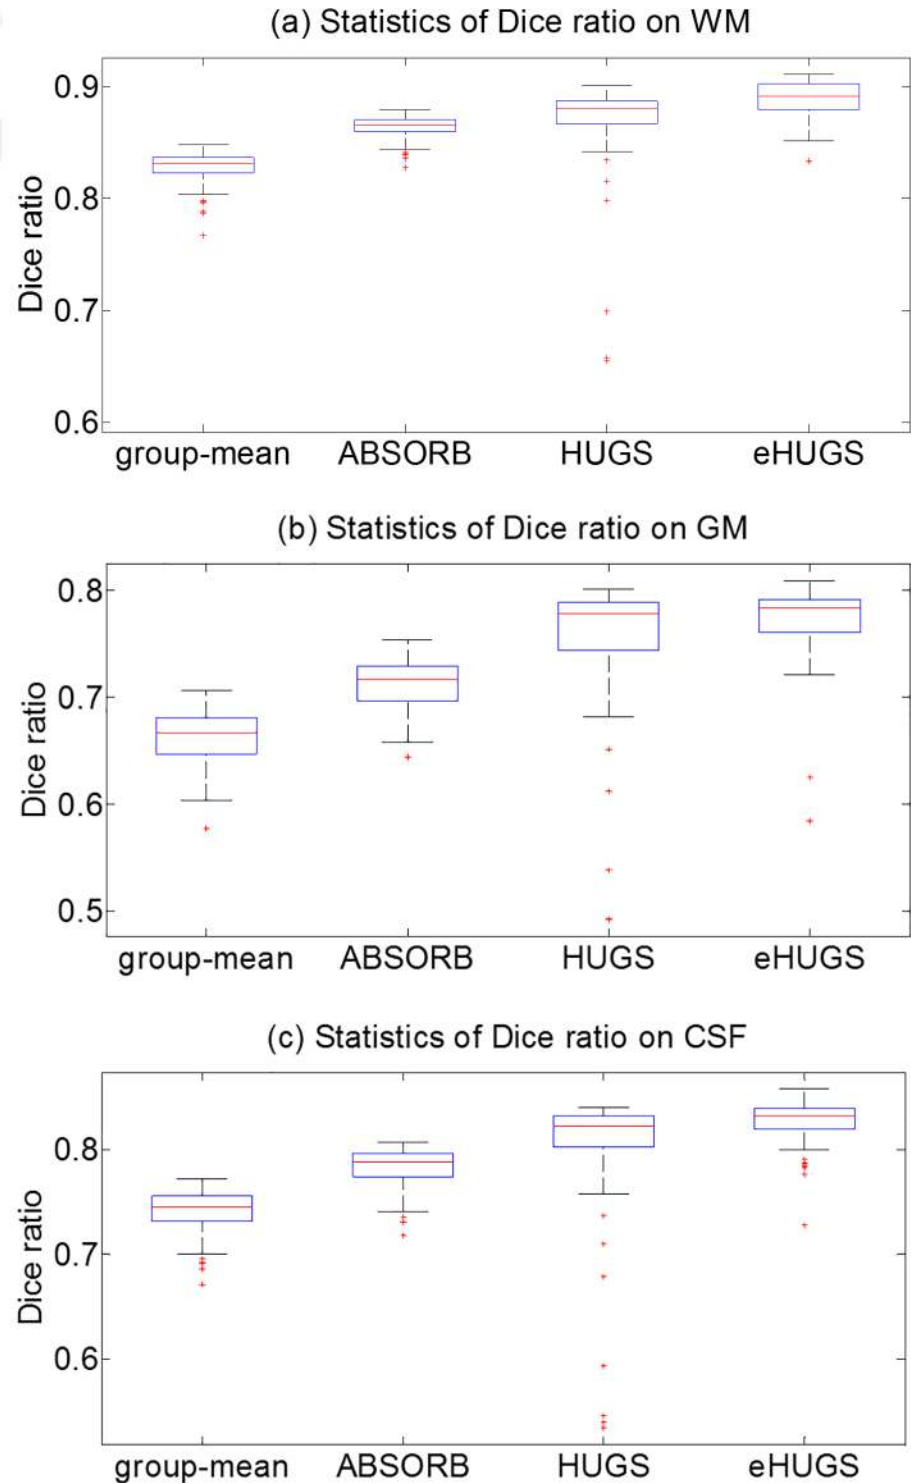 (a) Statistics of Dice ratio on WM
0.9
0.8
0.7
0.6
Dice ratio
group-mean ABSORB HUGS eHUGS
(b) Statistics of Dice ratio on GM
0.8
0.7
0.6
0.5
Dice ratio
group-mean ABSORB HUGS eHUGS
(c) Statistics of Dice ratio on CSF
0.8
0.7
0.6
Dice ratio
group-mean ABSORB HUGS eHUGS